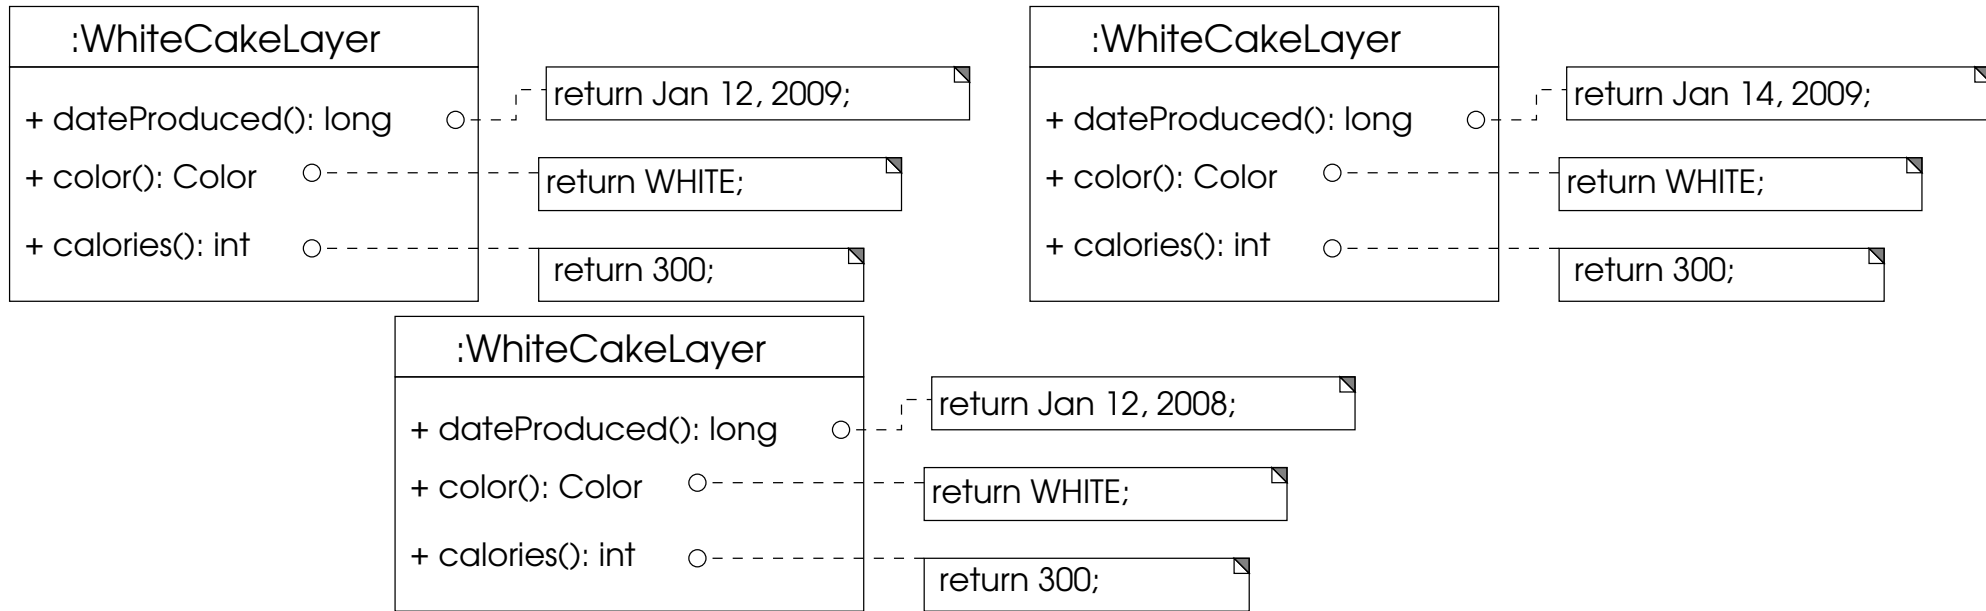 :WhiteCakeLayer
+ dateProduced(): long
return Jan 12, 2009;
+ color(): Color
return WHITE;
+ calories(): int
return 300;
:WhiteCakeLayer
+ dateProduced(): long
return Jan 14, 2009;
+ color(): Color
return WHITE;
+ calories(): int
return 300;
:WhiteCakeLayer
+ dateProduced(): long
return Jan 12, 2008;
+ color(): Color
return WHITE;
+ calories(): int
return 300;